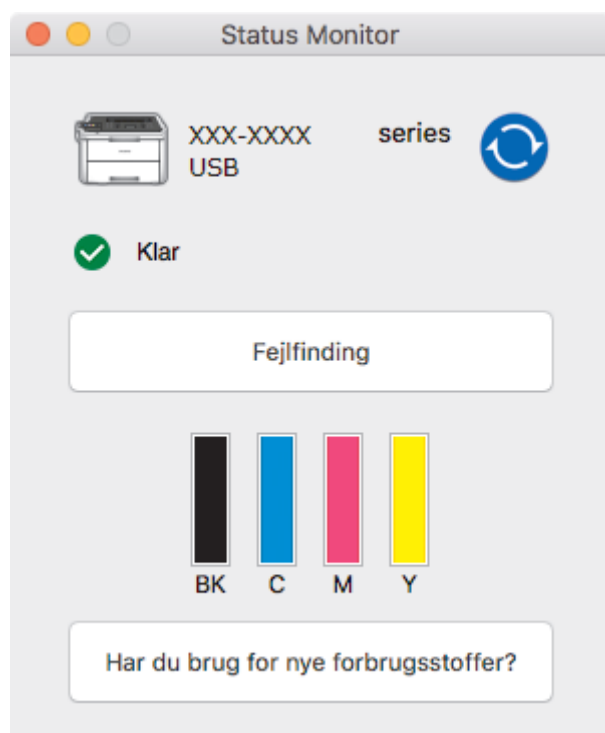 Status Monitor
XXX-XXXX series
USB
Klar
Fejlfinding
BK C M Y
Har du brug for nye forbrugsstoffer?